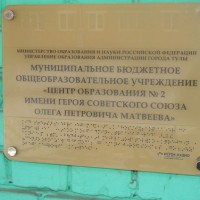 МИНИСТЕРСТВО ОБРАЗОВАНИЯ И НАУКИ РОССИЙСКОЙ ФЕДЕРАЦИИ
УПРАВЛЕНИЕ ОБРАЗОВАНИЯ АДМИНИСТРАЦИИ ГОРОДА ТУЛЫ
МУНИЦИПАЛЬНОЕ БЮДЖЕТНОЕ
ОБЩЕОБРАЗОВАТЕЛЬНОЕ УЧРЕЖДЕНИЕ
«ЦЕНТР ОБРАЗОВАНИЯ № 2
ИМЕНИ ГЕРОЯ СОВЕТСКОГО СОЮЗА
ОЛЕГА ПЕТРОВИЧА МАТВЕЕВА»